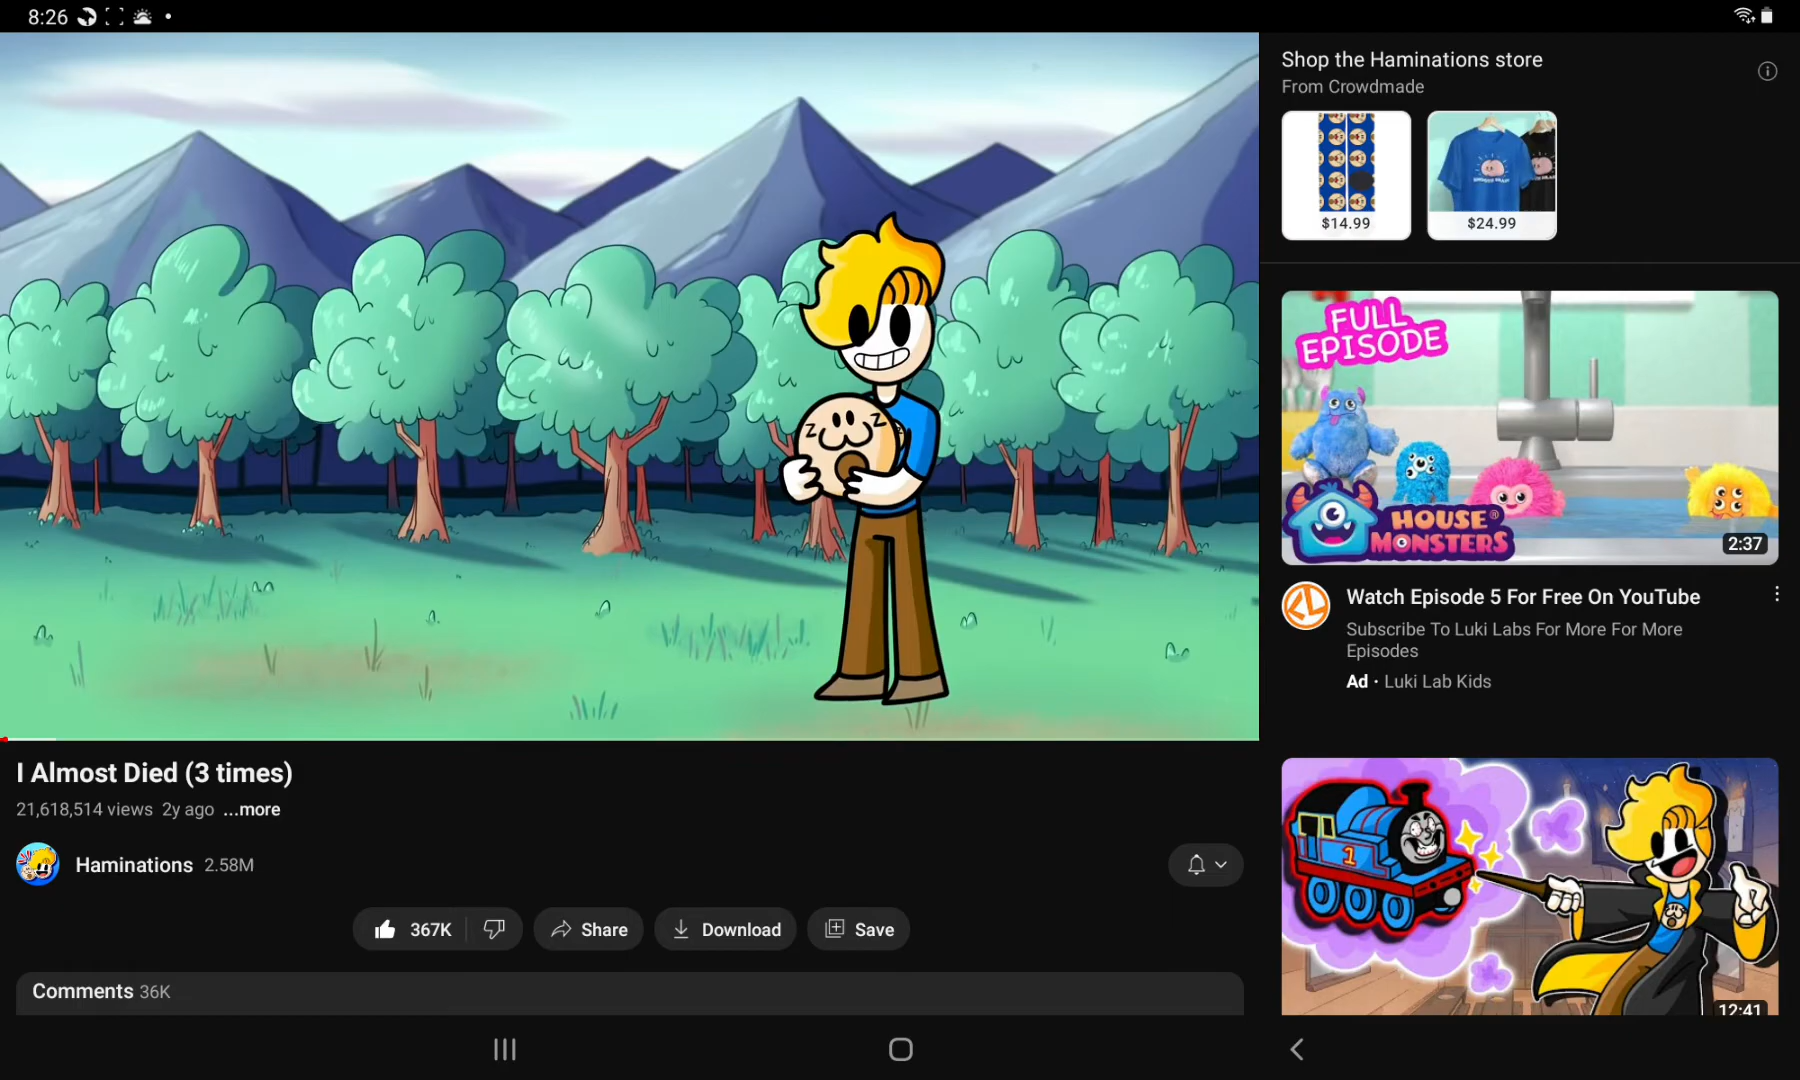 8:26
Shop the Haminations store
From Crowdmade
$14.99
$24.99
FULL
EPISODE
HOUSE®
MONSTERS
2:37
Watch Episode 5 For Free On YouTube
Subscribe To Luki Labs For More For More
Episodes
Ad · Luki Lab Kids
z z
I Almost Died (3 times)
21,618,514 views 2y ago ...more
Haminations 2.58M
367K Share Download Save
Comments 36K
1
12:41